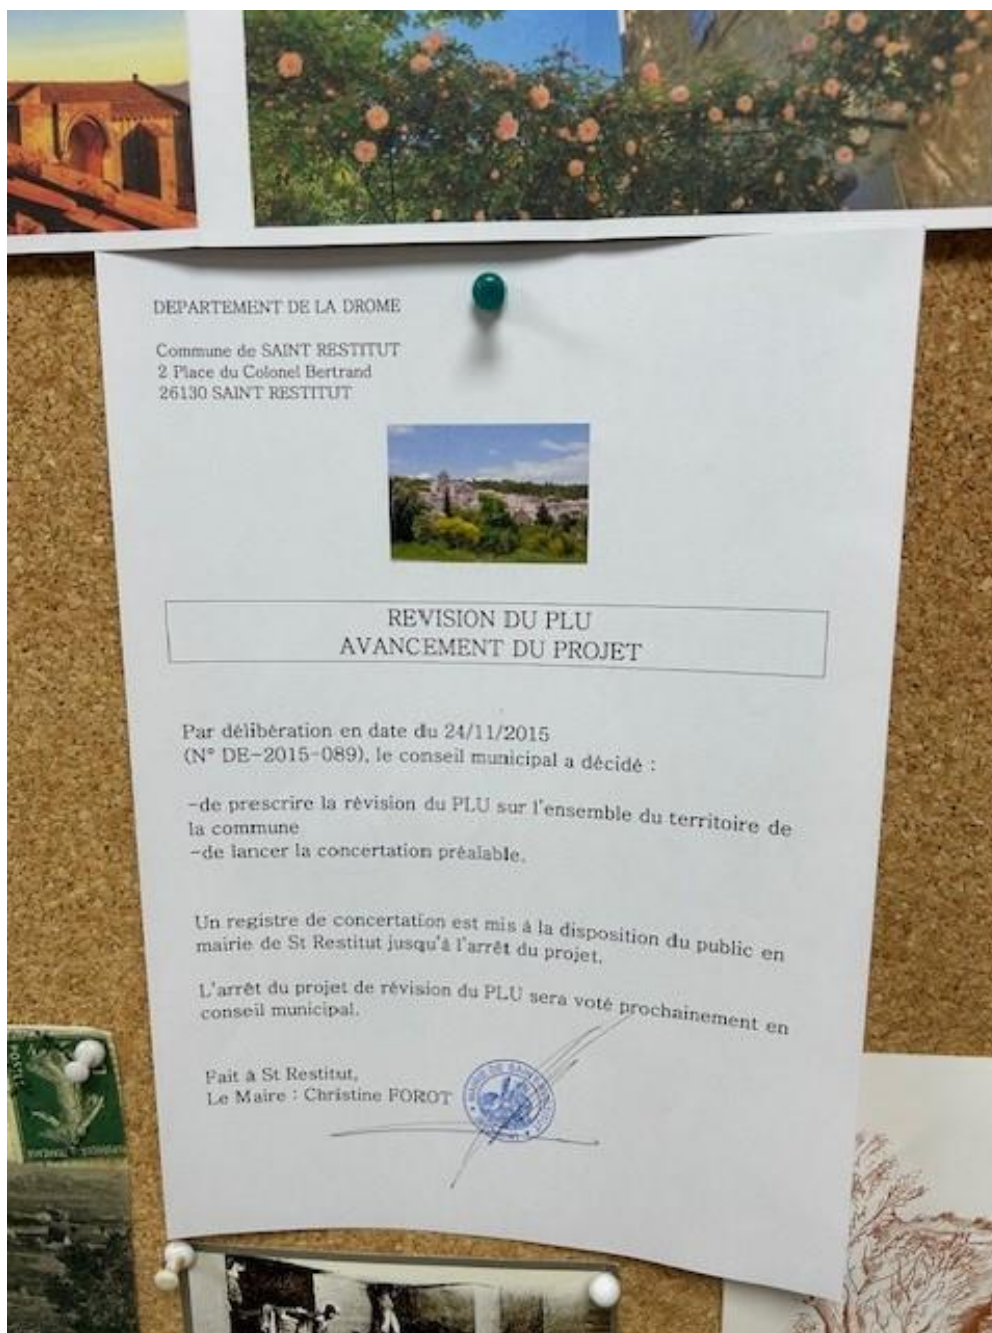 DEPARTEMENT DE LA DROME
Commune de SAINT RESTITUT
2 Place du Colonel Bertrand
26130 SAINT RESTITUT
REVISION DU PLU
AVANCEMENT DU PROJET
Par délibération en date du 24/11/2015
(N° DE-2015-089), le conseil municipal a décidé :
-de prescrire la révision du PLU sur l'ensemble du territoire de
la commune
-de lancer la concertation préalable.
Un registre de concertation est mis à la disposition du public en
mairie de St Restitut jusqu'à l'arrêt du projet.
L'arrêt du projet de révision du PLU sera voté prochainement en
conseil municipal.
Fait à St Restitut,
Le Maire : Christine FOROT
MAIRIE DE
POSTES